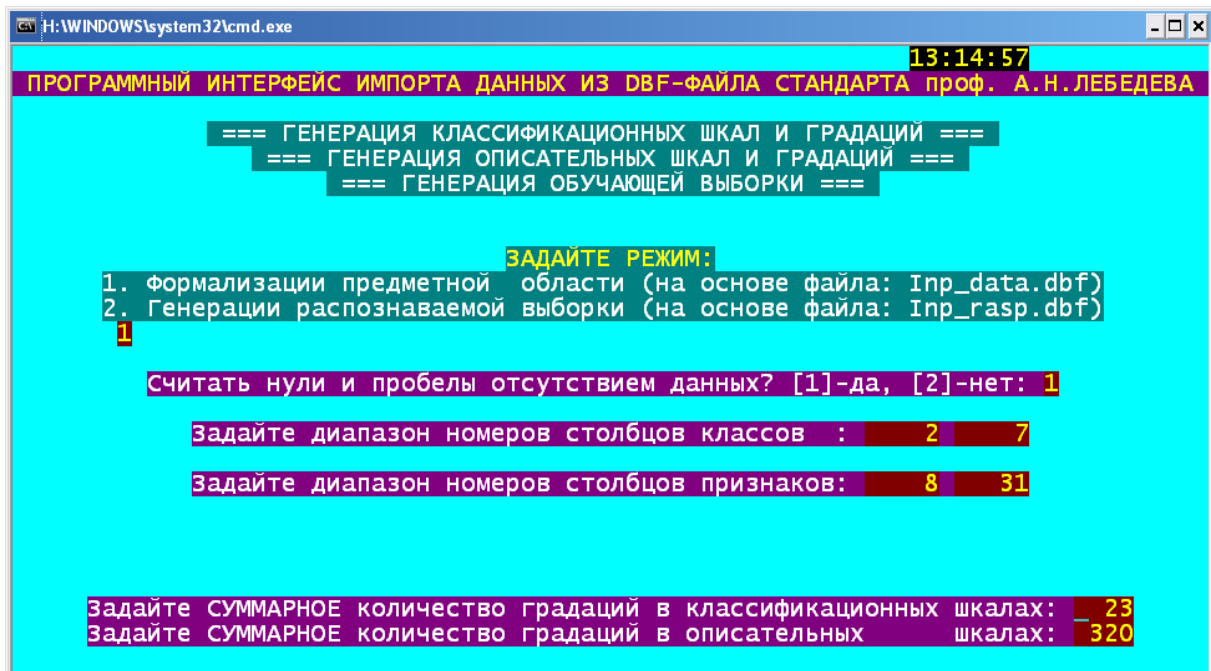 H:\WINDOWS\system32\cmd.exe
13:14:57
ПРОГРАММНЫЙ ИНТЕРФЕЙС ИМПОРТА ДАННЫХ ИЗ DBF-ФАЙЛА СТАНДАРТА проф. А.Н.ЛЕБЕДЕВА
=== ГЕНЕРАЦИЯ КЛАССИФИКАЦИОННЫХ ШКАЛ И ГРАДАЦИЙ ===
=== ГЕНЕРАЦИЯ ОПИСАТЕЛЬНЫХ ШКАЛ И ГРАДАЦИЙ ===
=== ГЕНЕРАЦИЯ ОБУЧАЮЩЕЙ ВЫБОРКИ ===
ЗАДАЙТЕ РЕЖИМ:
1. Формализации предметной области (на основе файла: Inp_data.dbf)
2. Генерации распознаваемой выборки (на основе файла: Inp_rasp.dbf)
1
Считать нули и пробелы отсутствием данных? [1]-да, [2]-нет: 1
Задайте диапазон номеров столбцов классов : 2 7
Задайте диапазон номеров столбцов признаков: 8 31
Задайте СУММАРНОЕ количество градаций в классификационных шкалах: 23
Задайте СУММАРНОЕ количество градаций в описательных шкалах: 320